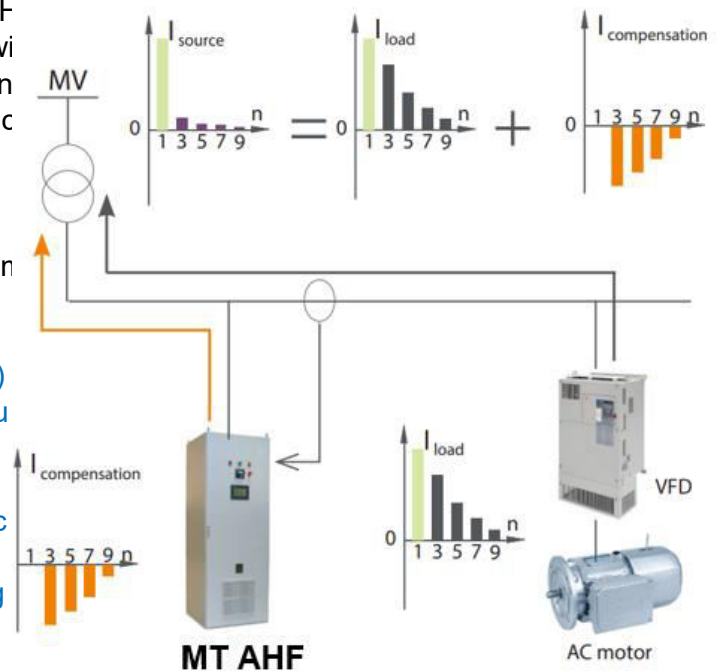 MV
I source
0
n
1 3 5 7 9
=
I load
0
n
1 3 5 7 9
+
I compensation
0
1 3 5 7 9 n
I compensation
1 3 5 7 9 n
MT AHF
I load
0
n
1 3 5 7 9
VFD
AC motor